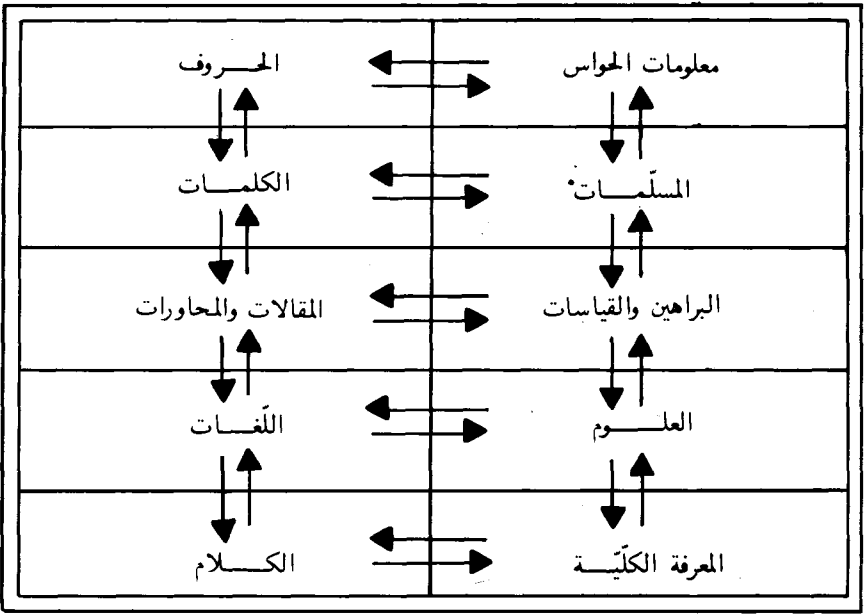 معلومات الحواس
الحروف
المسلّمات
الكلمات
البراهين والقياسات
المقالات والمحاورات
العلوم
اللّغات
المعرفة الكلّيّة
الكلام